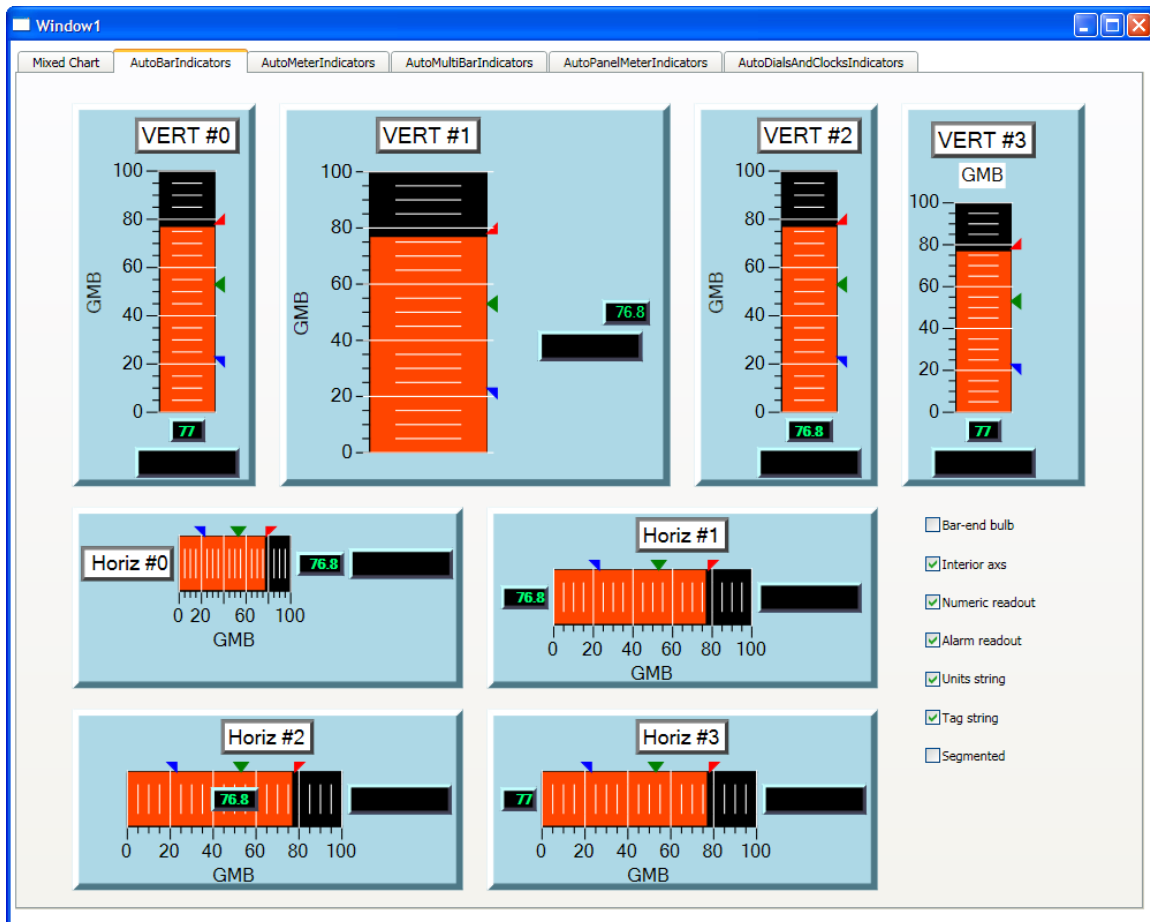 Window1
Mixed Chart AutoBarIndicators AutoMeterIndicators AutoMultiBarIndicators AutoPanelMeterIndicators AutoDialsAndClocksIndicators
VERT #0
100
80
60
40
20
0
GMB
77
VERT #1
100
80
60
40
20
0
GMB
76.8
VERT #2
100
80
60
40
20
0
GMB
76.8
VERT #3
GMB
100
80
60
40
20
0
77
Horiz #0
76.8
0 20 60 100
GMB
Horiz #1
76.8
0 20 40 60 80 100
GMB
Horiz #2
76.8
0 20 40 60 80 100
GMB
Horiz #3
77
0 20 40 60 80 100
GMB
Bar-end bulb
Interior axs
Numeric readout
Alarm readout
Units string
Tag string
Segmented